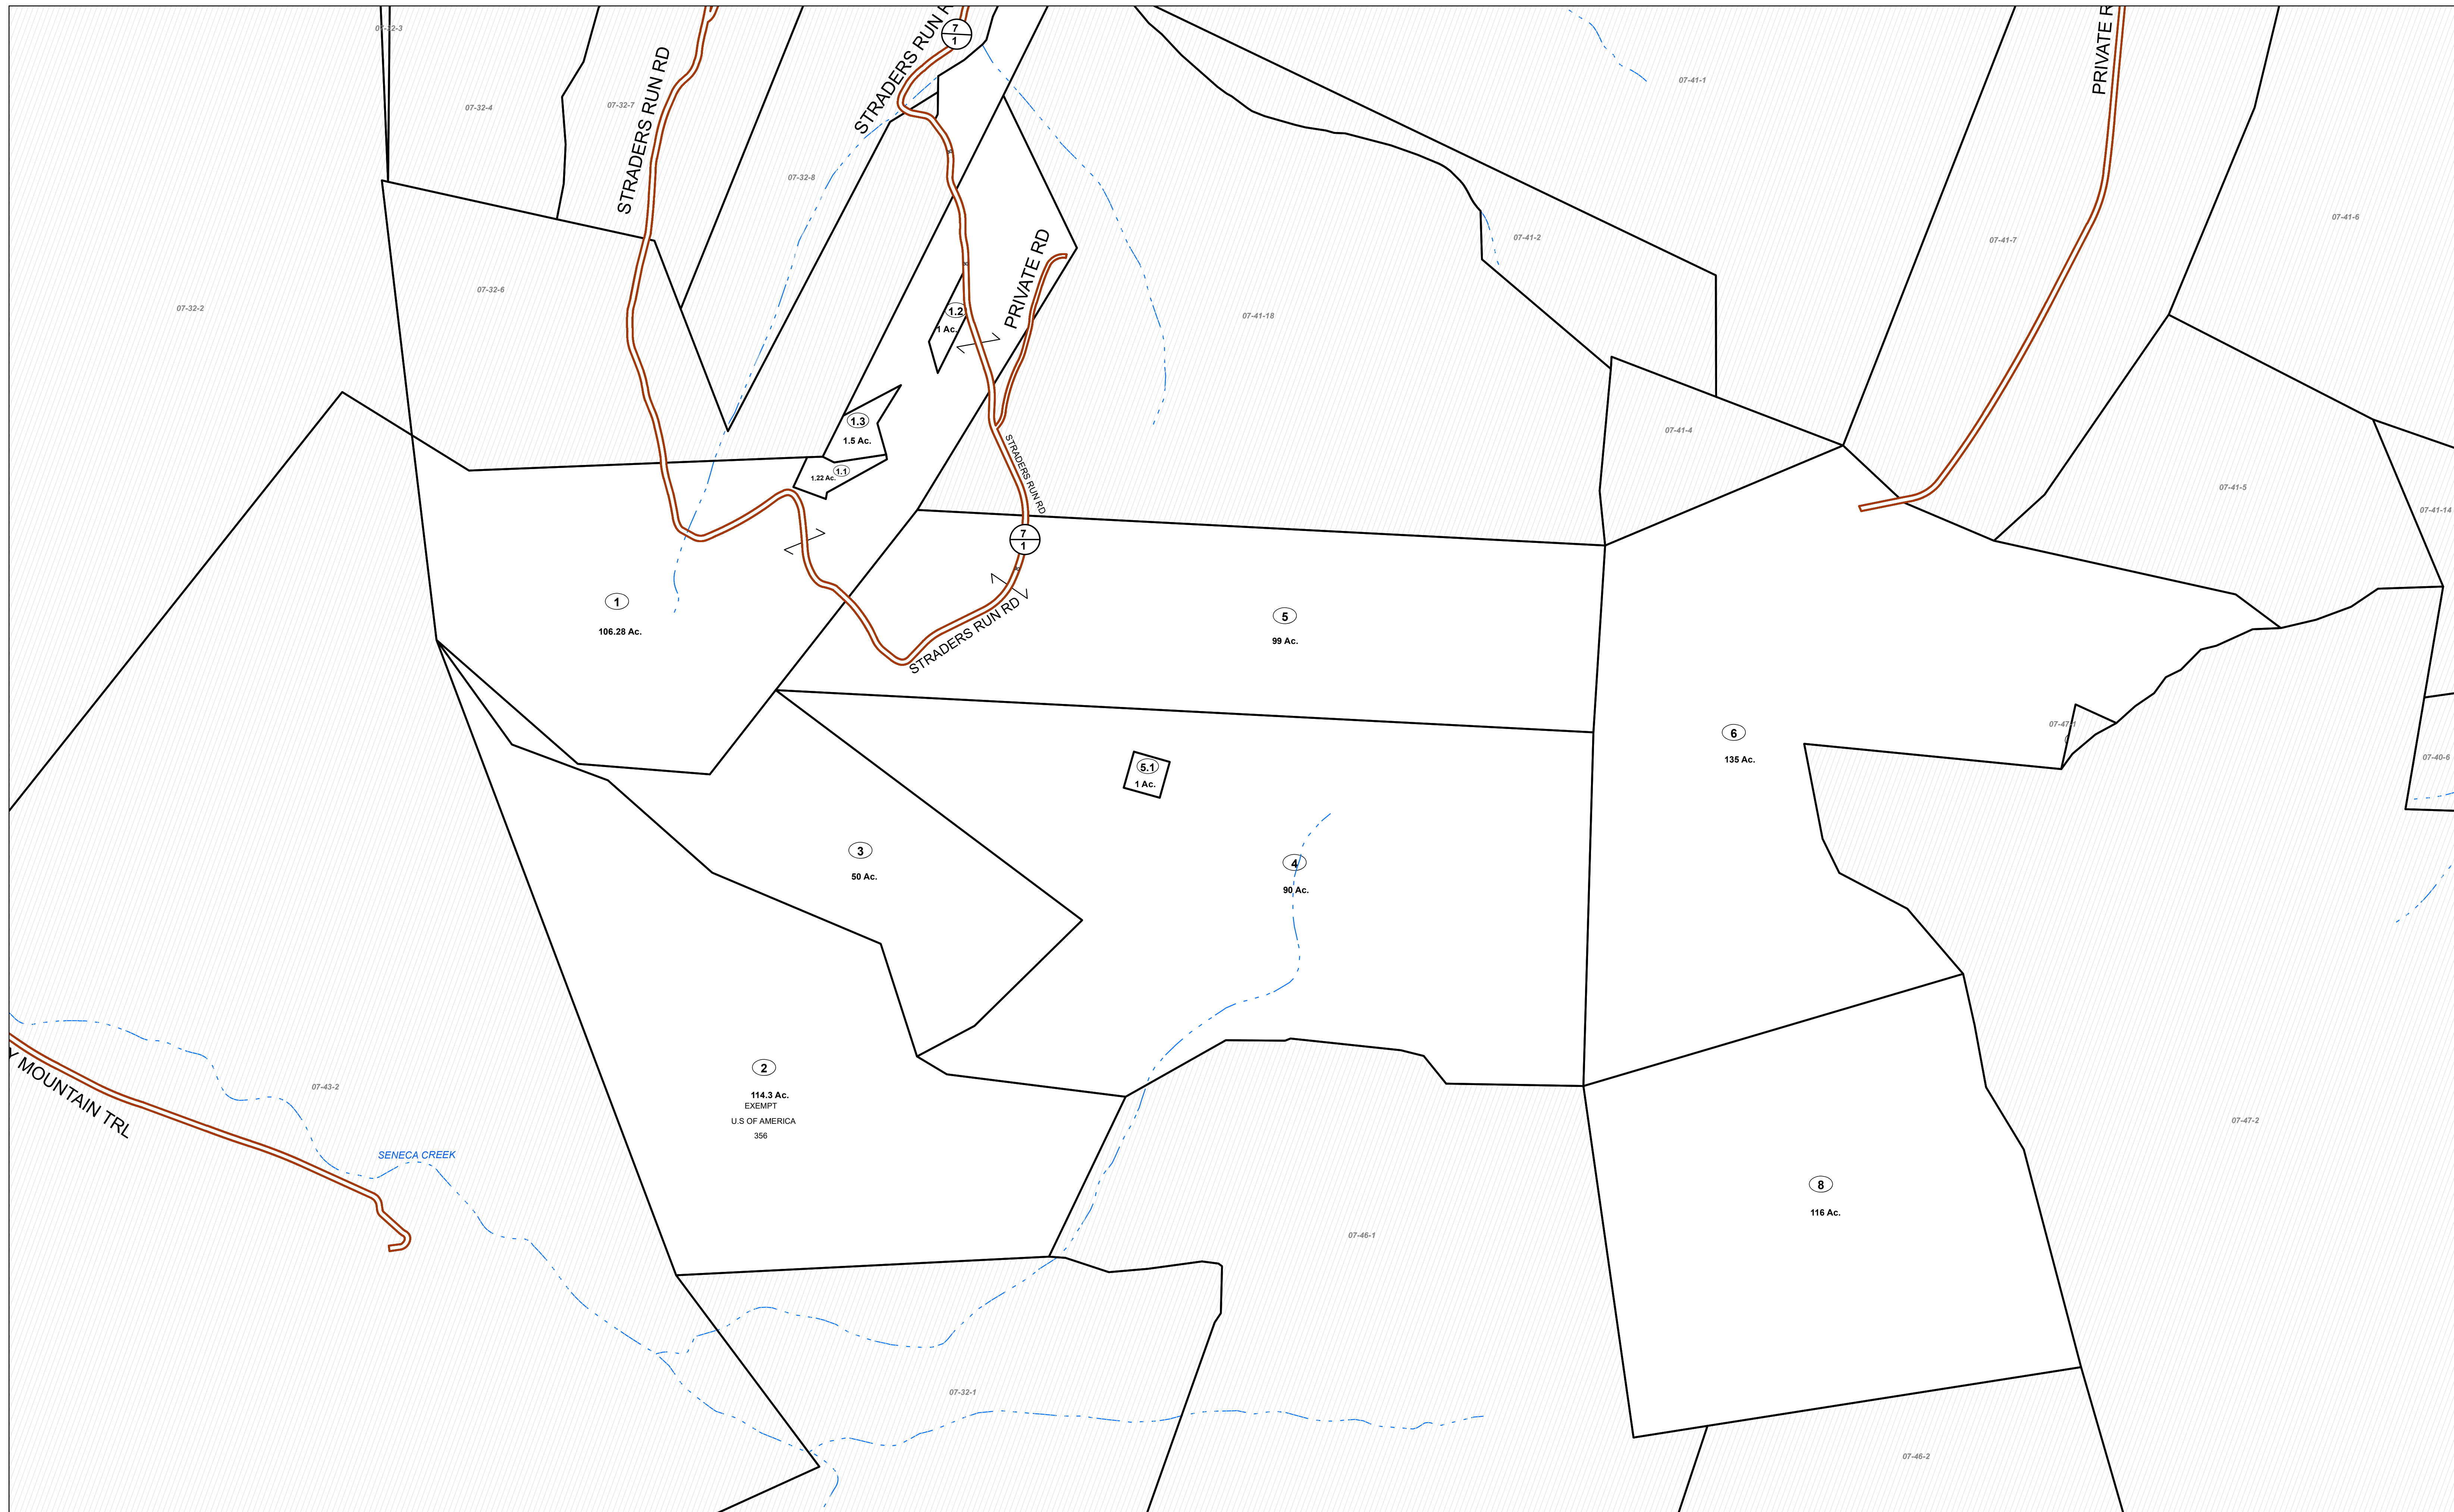 07-32-3
7
1
STRADERS RUN
STRADERS RUN RD
07-32-4
07-32-7
07-32-8
07-41-1
PRIVATE R
07-41-6
07-41-7
07-41-2
07-32-2
07-32-6
PRIVATE RD
1.2
1 Ac.
07-41-18
1.3
1.5 Ac.
1.1
1.22 Ac.
STRADERS RUN RD
07-41-4
07-41-5
07-41-14
7
1
1
106.28 Ac.
STRADERS RUN RD
5
99 Ac.
6
135 Ac.
07-47-1
07-40-6
5.1
1 Ac.
3
50 Ac.
4
90 Ac.
2
114.3 Ac.
EXEMPT
U.S OF AMERICA
356
07-43-2
Y MOUNTAIN TRL
SENECA CREEK
07-47-2
8
116 Ac.
07-46-1
07-32-1
07-46-2